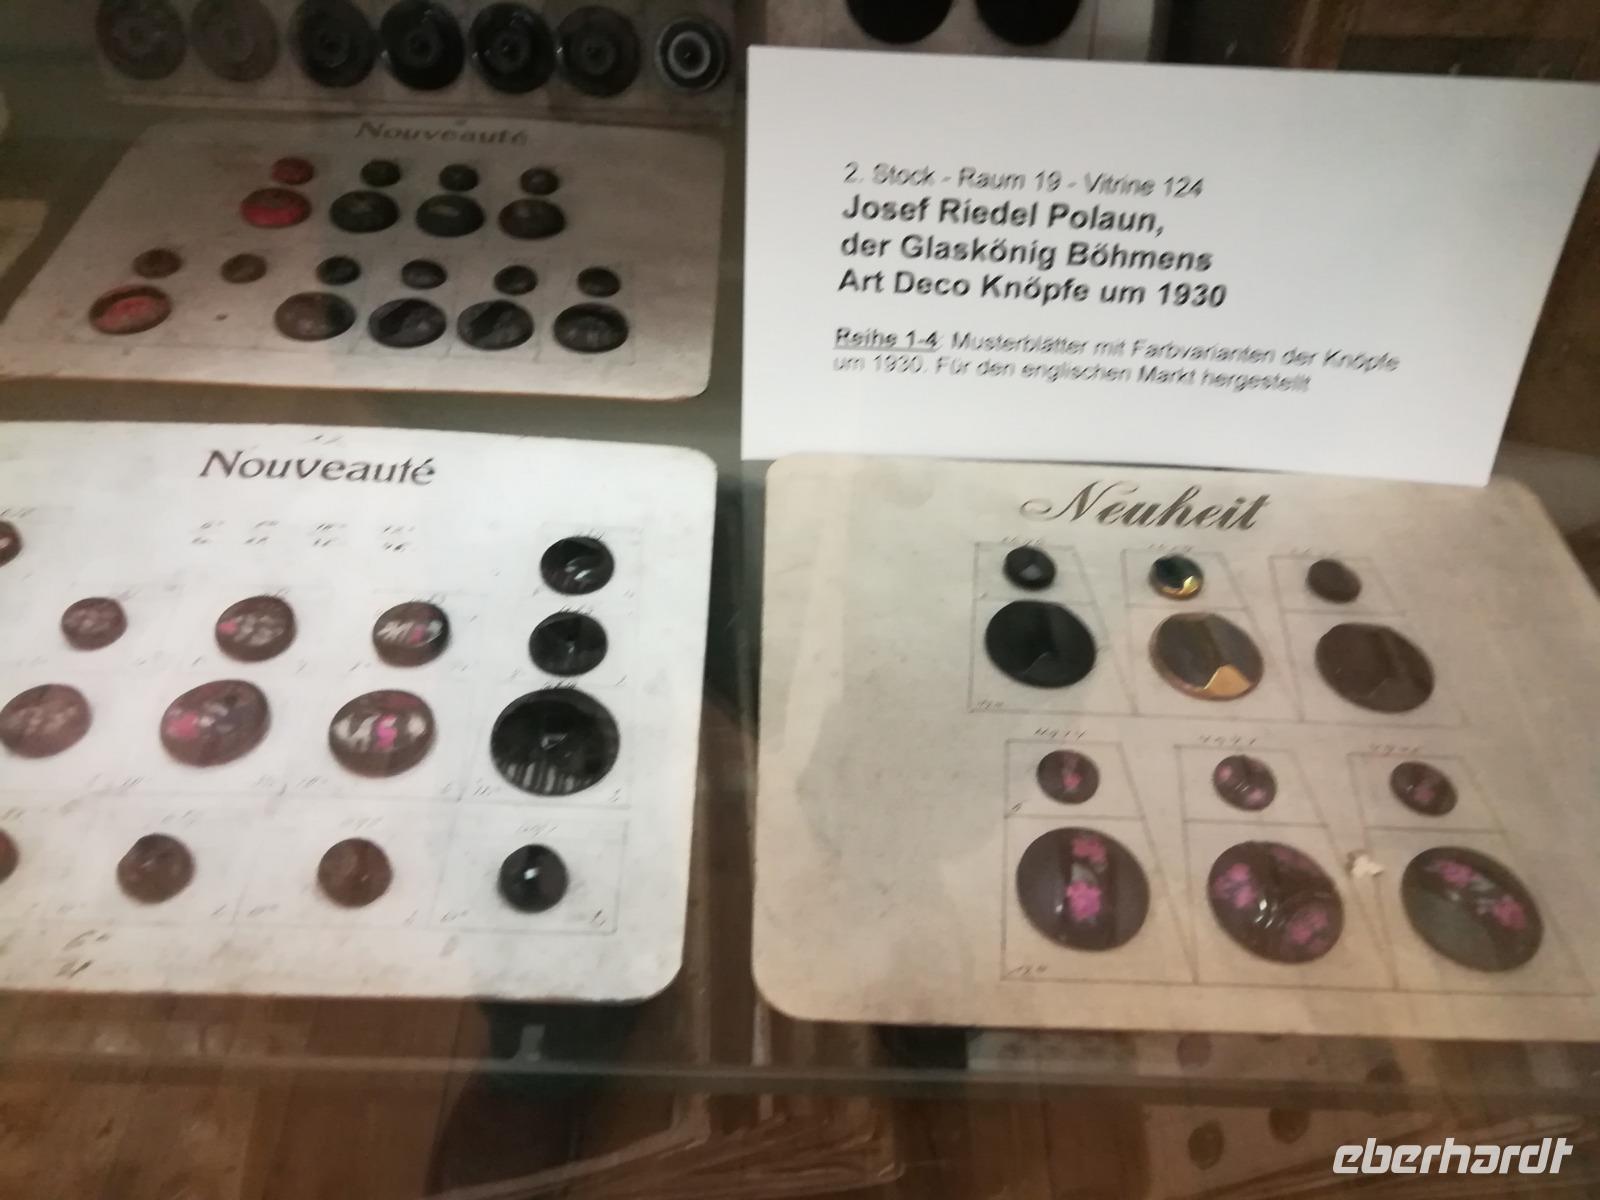 Nouveauté
2. Stock - Raum 19 - Vitrine 124
Josef Riedel Polaun,
der Glaskönig Böhmens
Art Deco Knöpfe um 1930
Reihe 1-4: Musterblätter mit Farbvarianten der Knöpfe
um 1930. Für den englischen Markt hergestellt
Nouveauté
Neuheit
eberhardt